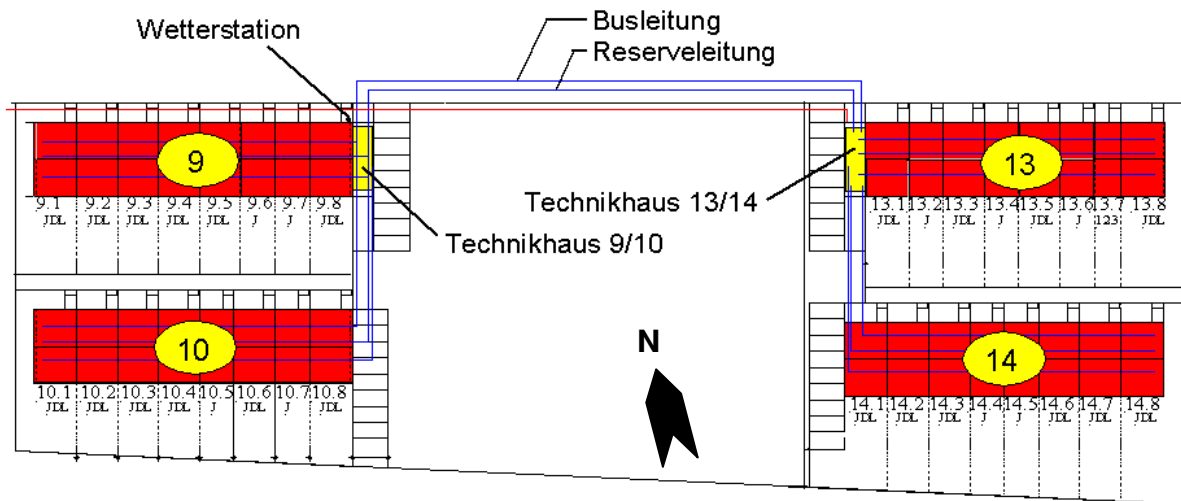 Busleitung
Wetterstation
Reserveleitung
9
13
9.1 9.2 9.3 9.4 9.5 9.6 9.7 9.8
JDL JDL JDL JDL JDL J J JDL
Technikhaus 13/14
13.1 13.2 13.3 13.4 13.5 13.6 13.7 13.8
JDL J JDL J JDL J 123 JDL
Technikhaus 9/10
10
N
14
10.1 10.2 10.3 10.4 10.5 10.6 10.7 10.8
JDL JDL JDL JDL J JDL J JDL
14.1 14.2 14.3 14.4 14.5 14.6 14.7 14.8
JDL JDL JDL J J JDL JDL JDL